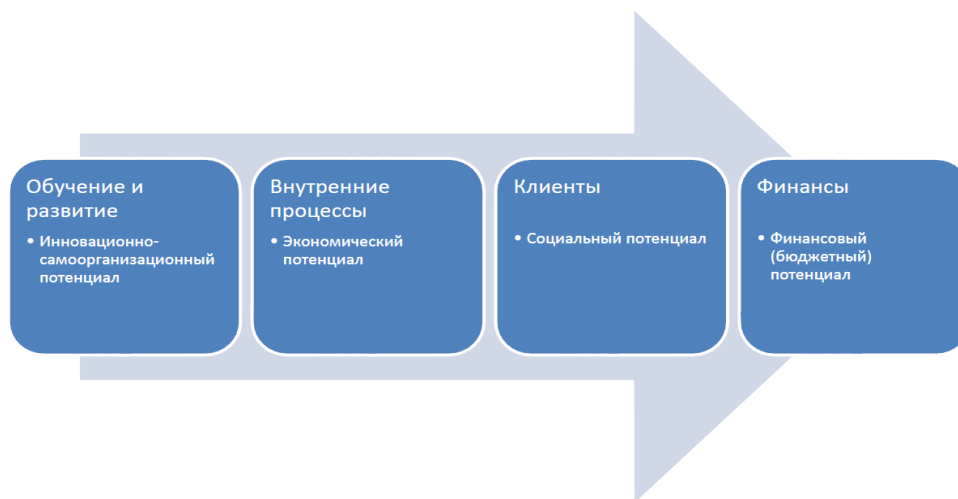 Обучение и
развитие
• Инновационно-
самоорганизационный
потенциал
Внутренние
процессы
• Экономический
потенциал
Клиенты
• Социальный потенциал
Финансы
• Финансовый
(бюджетный)
потенциал